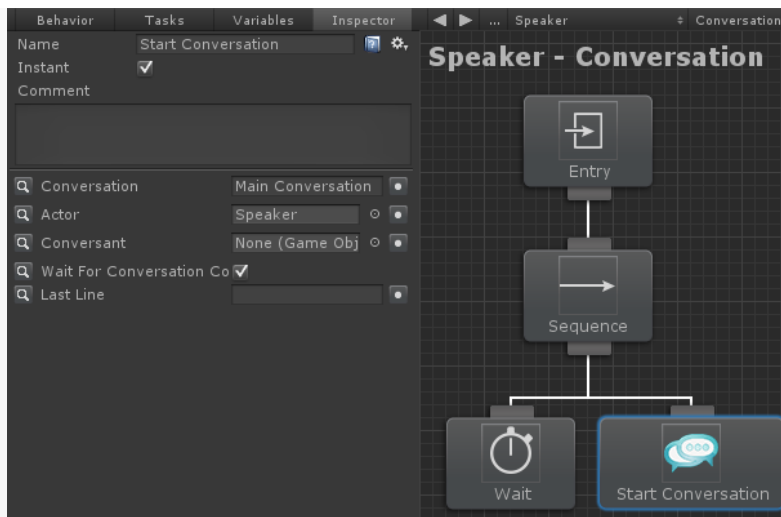 Behavior Tasks Variables Inspector
Name Start Conversation
Instant
Comment
Conversation Main Conversation
Actor Speaker
Conversant None (Game Obj
Wait For Conversation Co
Last Line
... Speaker Conversation
Speaker - Conversation
Entry
Sequence
Wait
Start Conversation